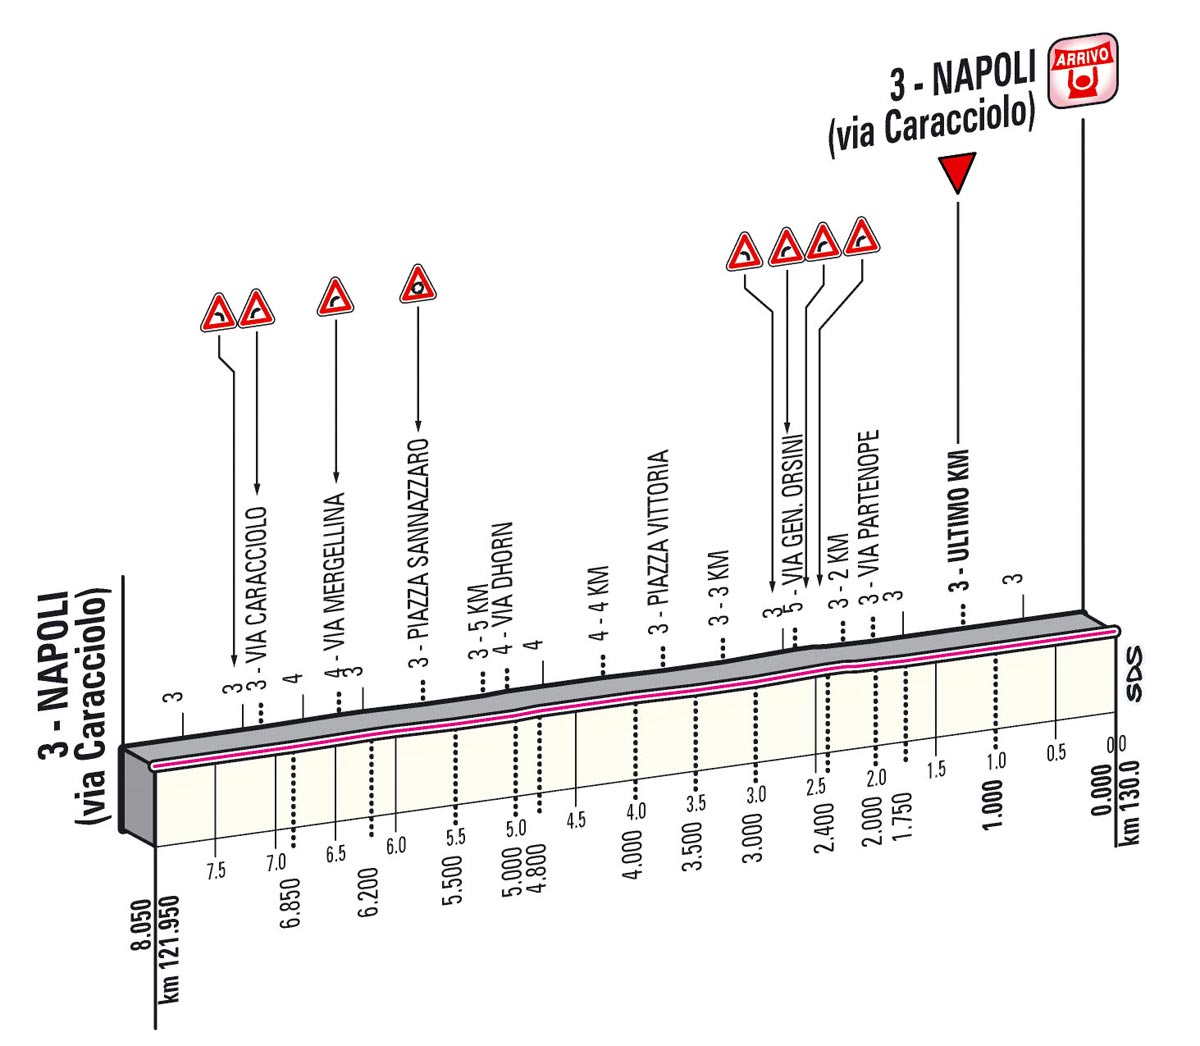 ARRIVO
3 - NAPOLI
(via Caracciolo)
3 - NAPOLI
(via Caracciolo)
3
3
3 - VIA CARACCIOLO
4
4 - VIA MERGELLINA
3
3 - PIAZZA SANNAZZARO
3 - 5 KM
4 - VIA DHORN
4
4 - 4 KM
3 - PIAZZA VITTORIA
3 - 3 KM
3
5 - VIA GEN. ORSINI
3 - 2 KM
3 - VIA PARTENOPE
3
3 - ULTIMO KM
3
SDS
7.5
7.0
6.5
6.0
5.5
5.0
4.5
4.0
3.5
3.0
2.5
2.0
1.5
1.0
0.5
0.0
8.050
km 121.950
6.850
6.200
5.500
5.000
4.800
4.000
3.500
3.000
2.400
2.000
1.750
1.000
0.000
km 130.0